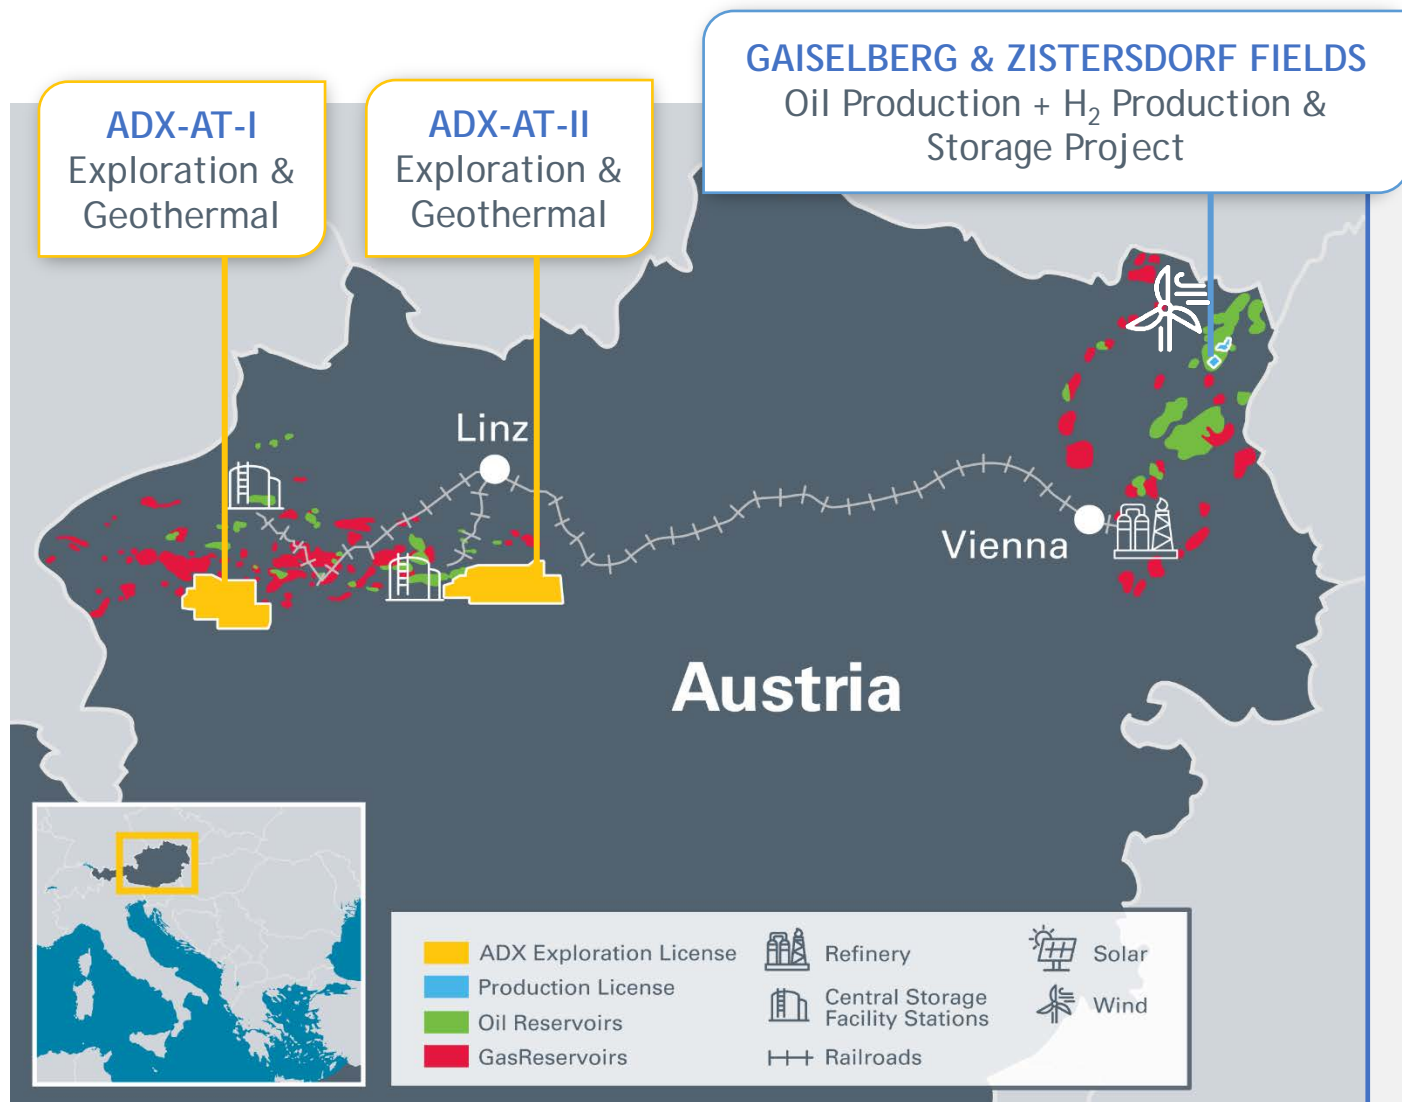 GAISELBERG & ZISTERSDORF FIELDS
Oil Production + H₂ Production &
Storage Project
ADX-AT-I
Exploration &
Geothermal
ADX-AT-II
Exploration &
Geothermal
Linz
Vienna
Austria
ADX Exploration License
Production License
Oil Reservoirs
GasReservoirs
Refinery
Central Storage
Facility Stations
Railroads
Solar
Wind